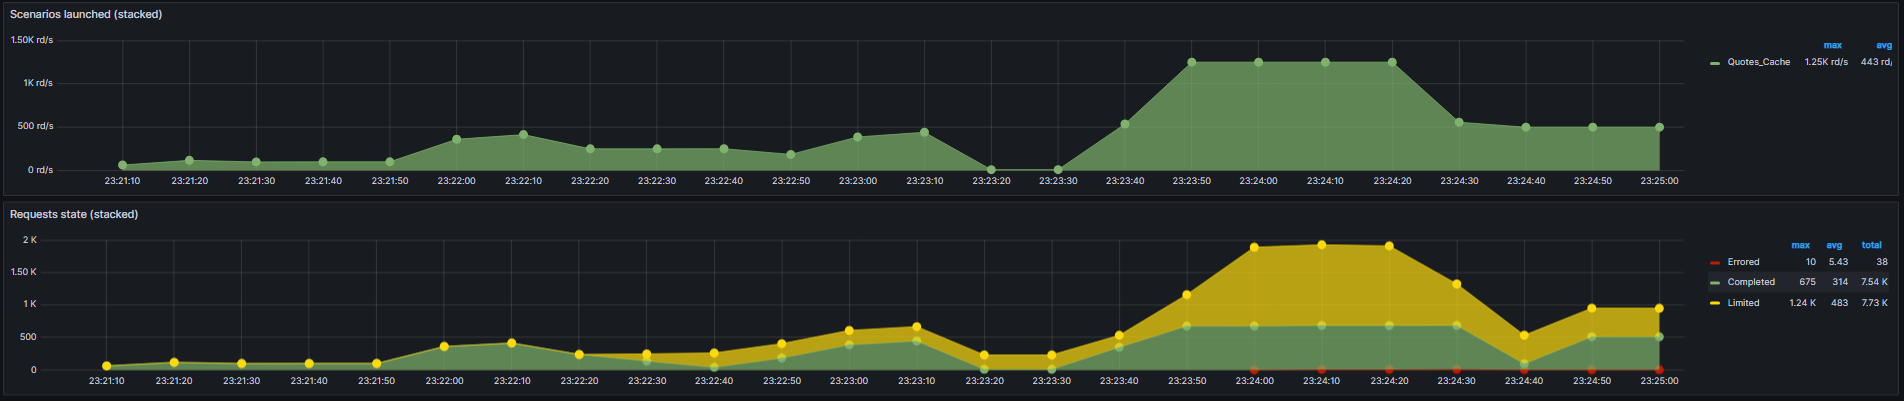 Scenarios launched (stacked)
1.50K rd/s
1K rd/s
500 rd/s
0 rd/s
23:21:10 23:21:20 23:21:30 23:21:40 23:21:50 23:22:00 23:22:10 23:22:20 23:22:30 23:22:40 23:22:50 23:23:00 23:23:10 23:23:20 23:23:30 23:23:40 23:23:50 23:24:00 23:24:10 23:24:20 23:24:30 23:24:40 23:24:50 23:25:00
max avg
Quotes_Cache 1.25K rd/s 443 rd/
Requests state (stacked)
2 K
1.50 K
1 K
500
0
23:21:10 23:21:20 23:21:30 23:21:40 23:21:50 23:22:00 23:22:10 23:22:20 23:22:30 23:22:40 23:22:50 23:23:00 23:23:10 23:23:20 23:23:30 23:23:40 23:23:50 23:24:00 23:24:10 23:24:20 23:24:30 23:24:40 23:24:50 23:25:00
max avg total
Errored 10 5.43 38
Completed 675 314 7.54 K
Limited 1.24 K 483 7.73 K